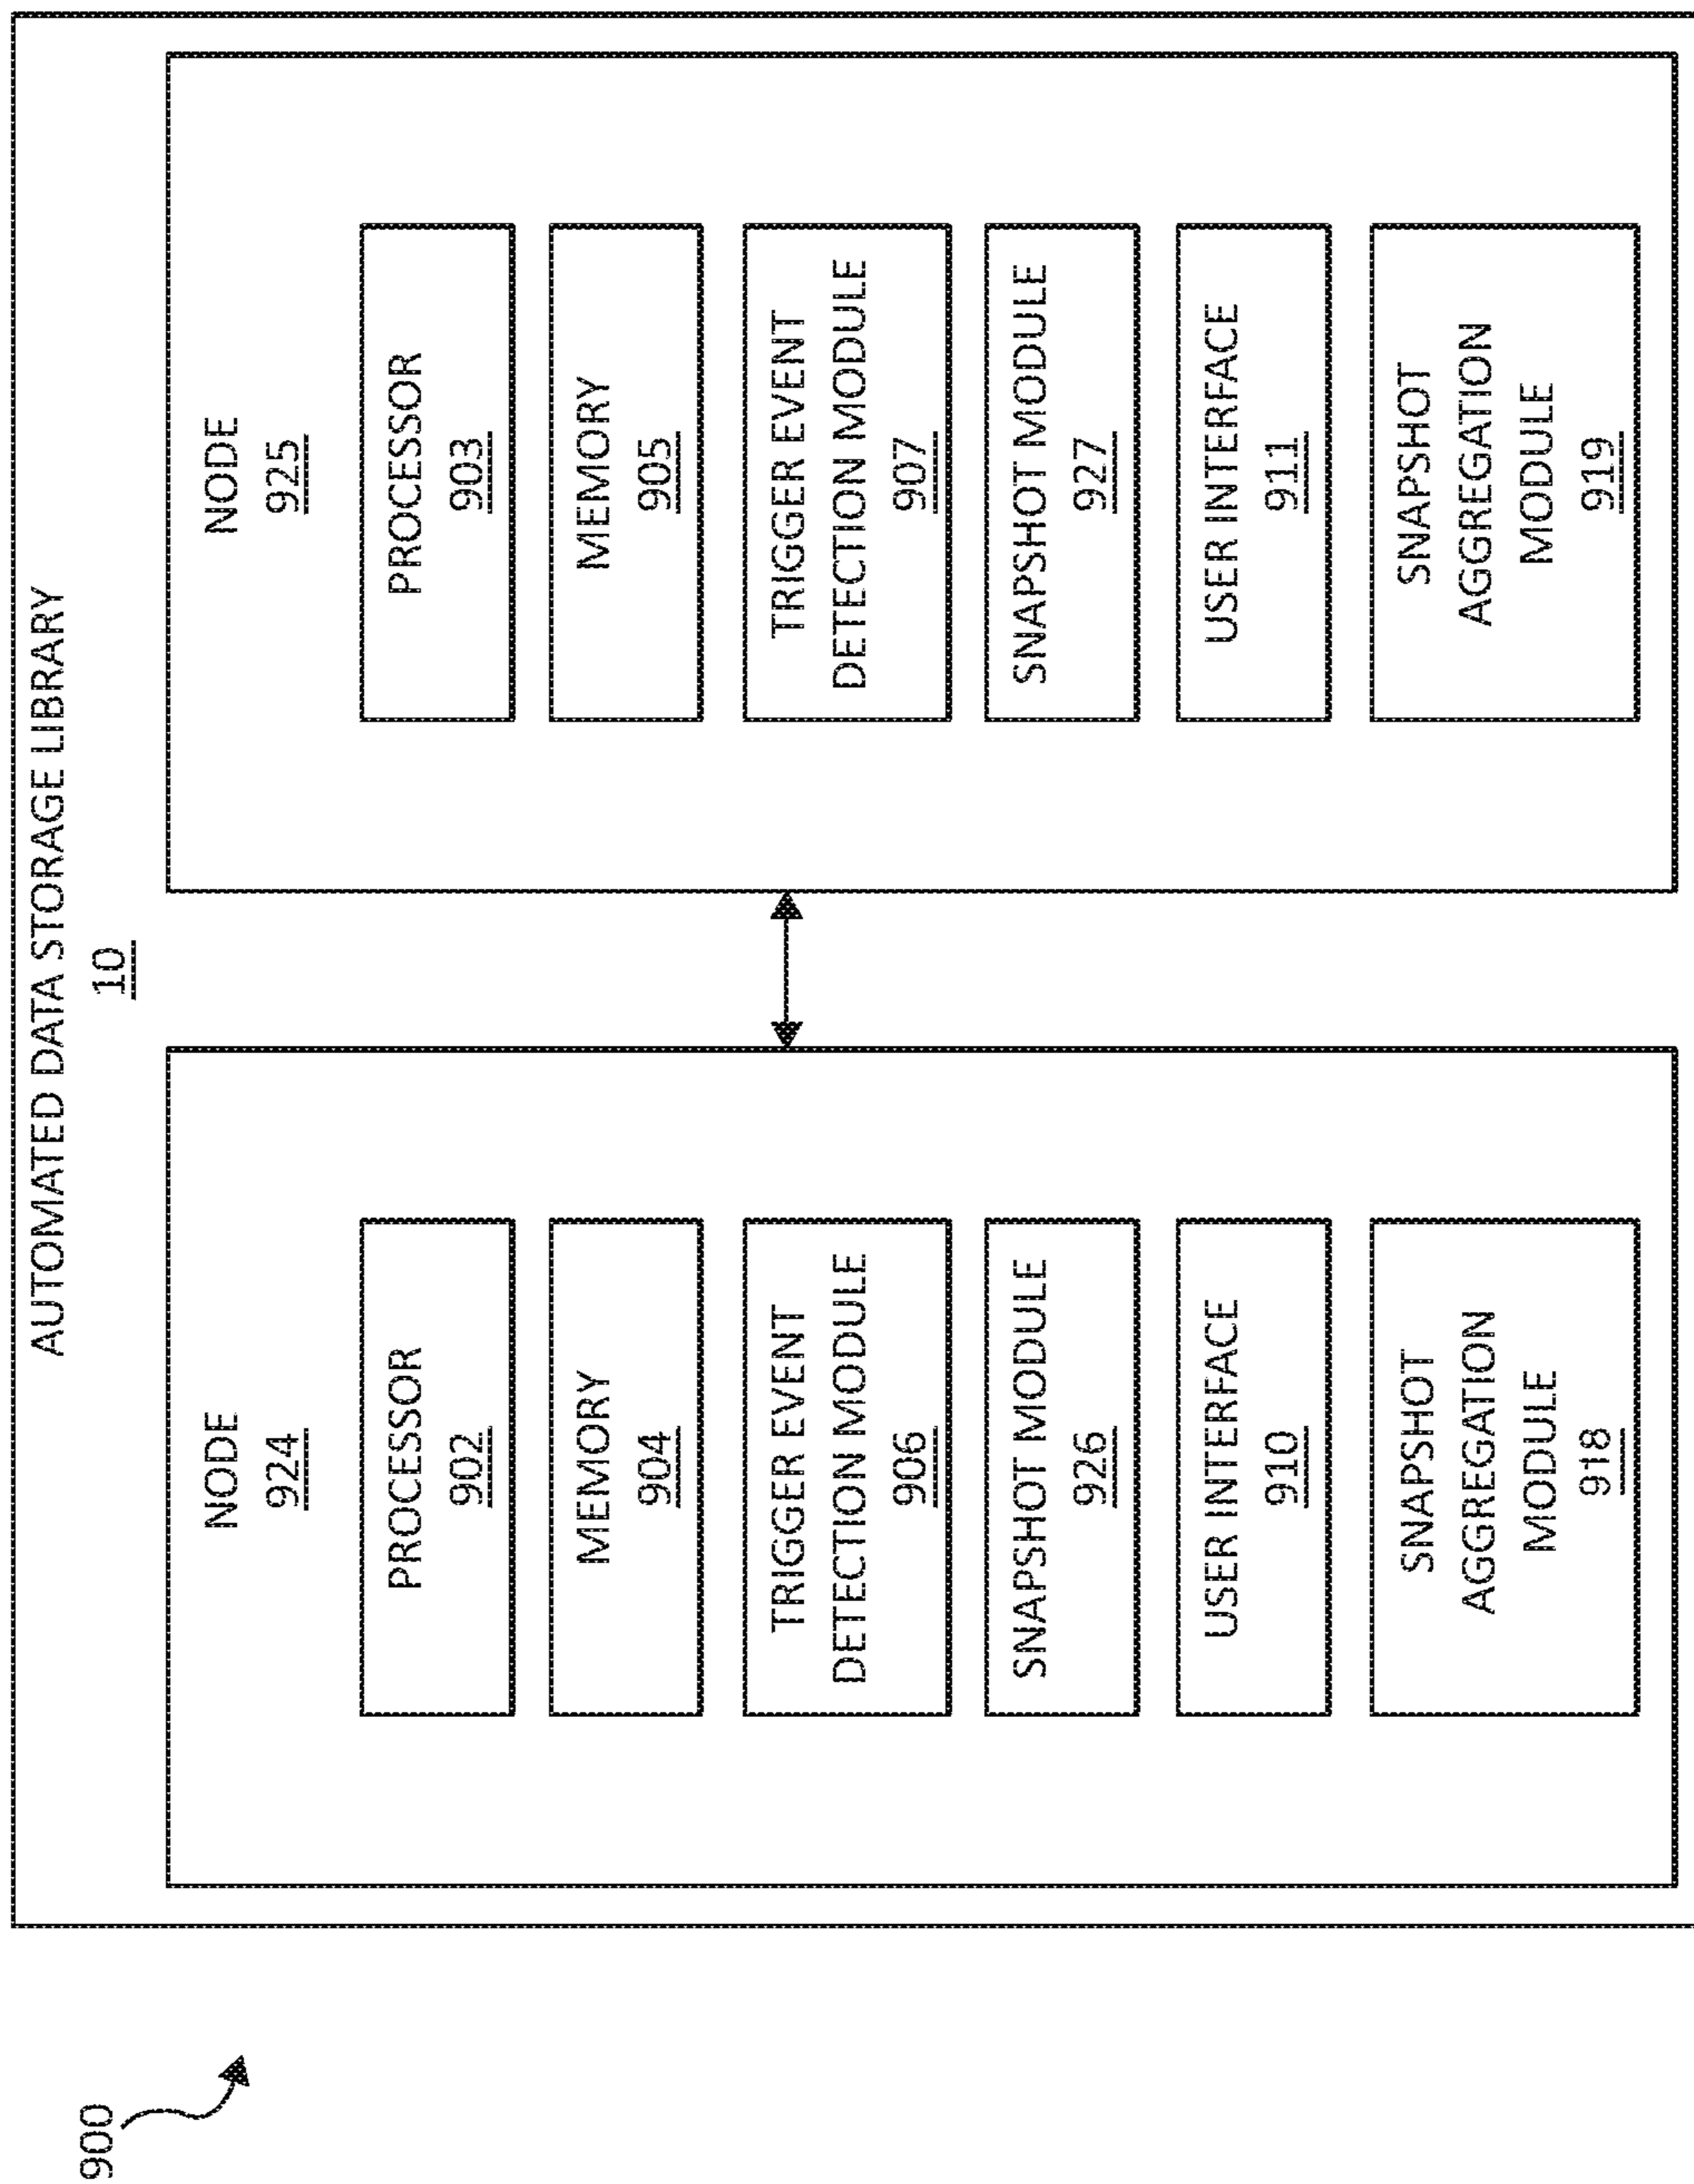 900
AUTOMATED DATA STORAGE LIBRARY
10
NODE
924
PROCESSOR
902
MEMORY
904
TRIGGER EVENT
DETECTION MODULE
906
SNAPSHOT MODULE
926
USER INTERFACE
910
SNAPSHOT
AGGREGATION
MODULE
918
NODE
925
PROCESSOR
903
MEMORY
905
TRIGGER EVENT
DETECTION MODULE
907
SNAPSHOT MODULE
927
USER INTERFACE
911
SNAPSHOT
AGGREGATION
MODULE
919